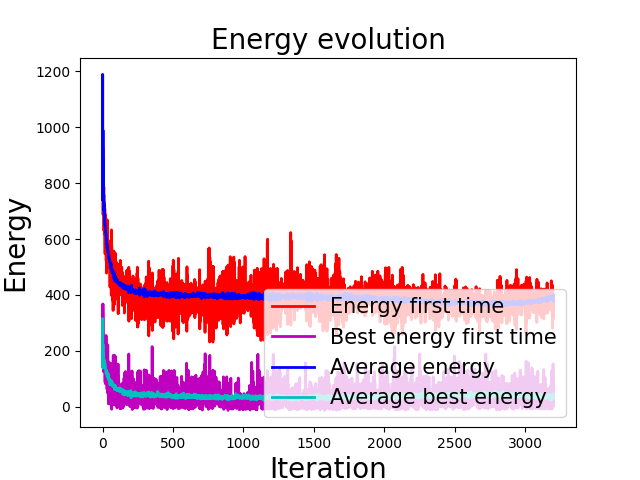 Energy evolution
1200
1000
800
600
400
200
0
Energy
Energy first time
Best energy first time
Average energy
Average best energy
0 500 1000 1500 2000 2500 3000
Iteration